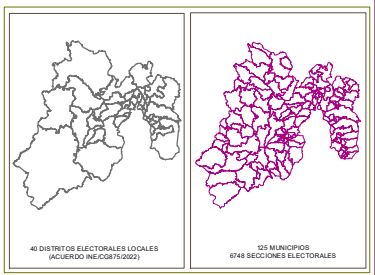 40 DISTRITOS ELECTORALES LOCALES
(ACUERDO INE/CG875/2022)
125 MUNICIPIOS
6748 SECCIONES ELECTORALES